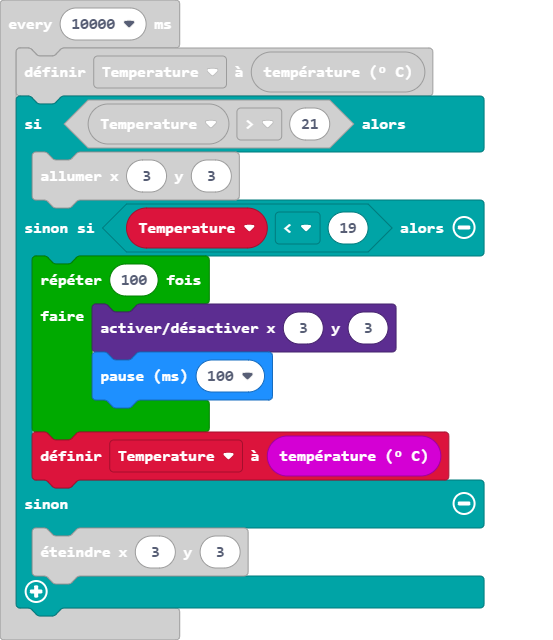 every 10000 ms
définir Temperature à température (º C)
si Temperature > 21 alors
allumer x 3 y 3
sinon si Temperature < 19 alors
répéter 100 fois
faire activer/désactiver x 3 y 3
pause (ms) 100
définir Temperature à température (º C)
sinon
éteindre x 3 y 3